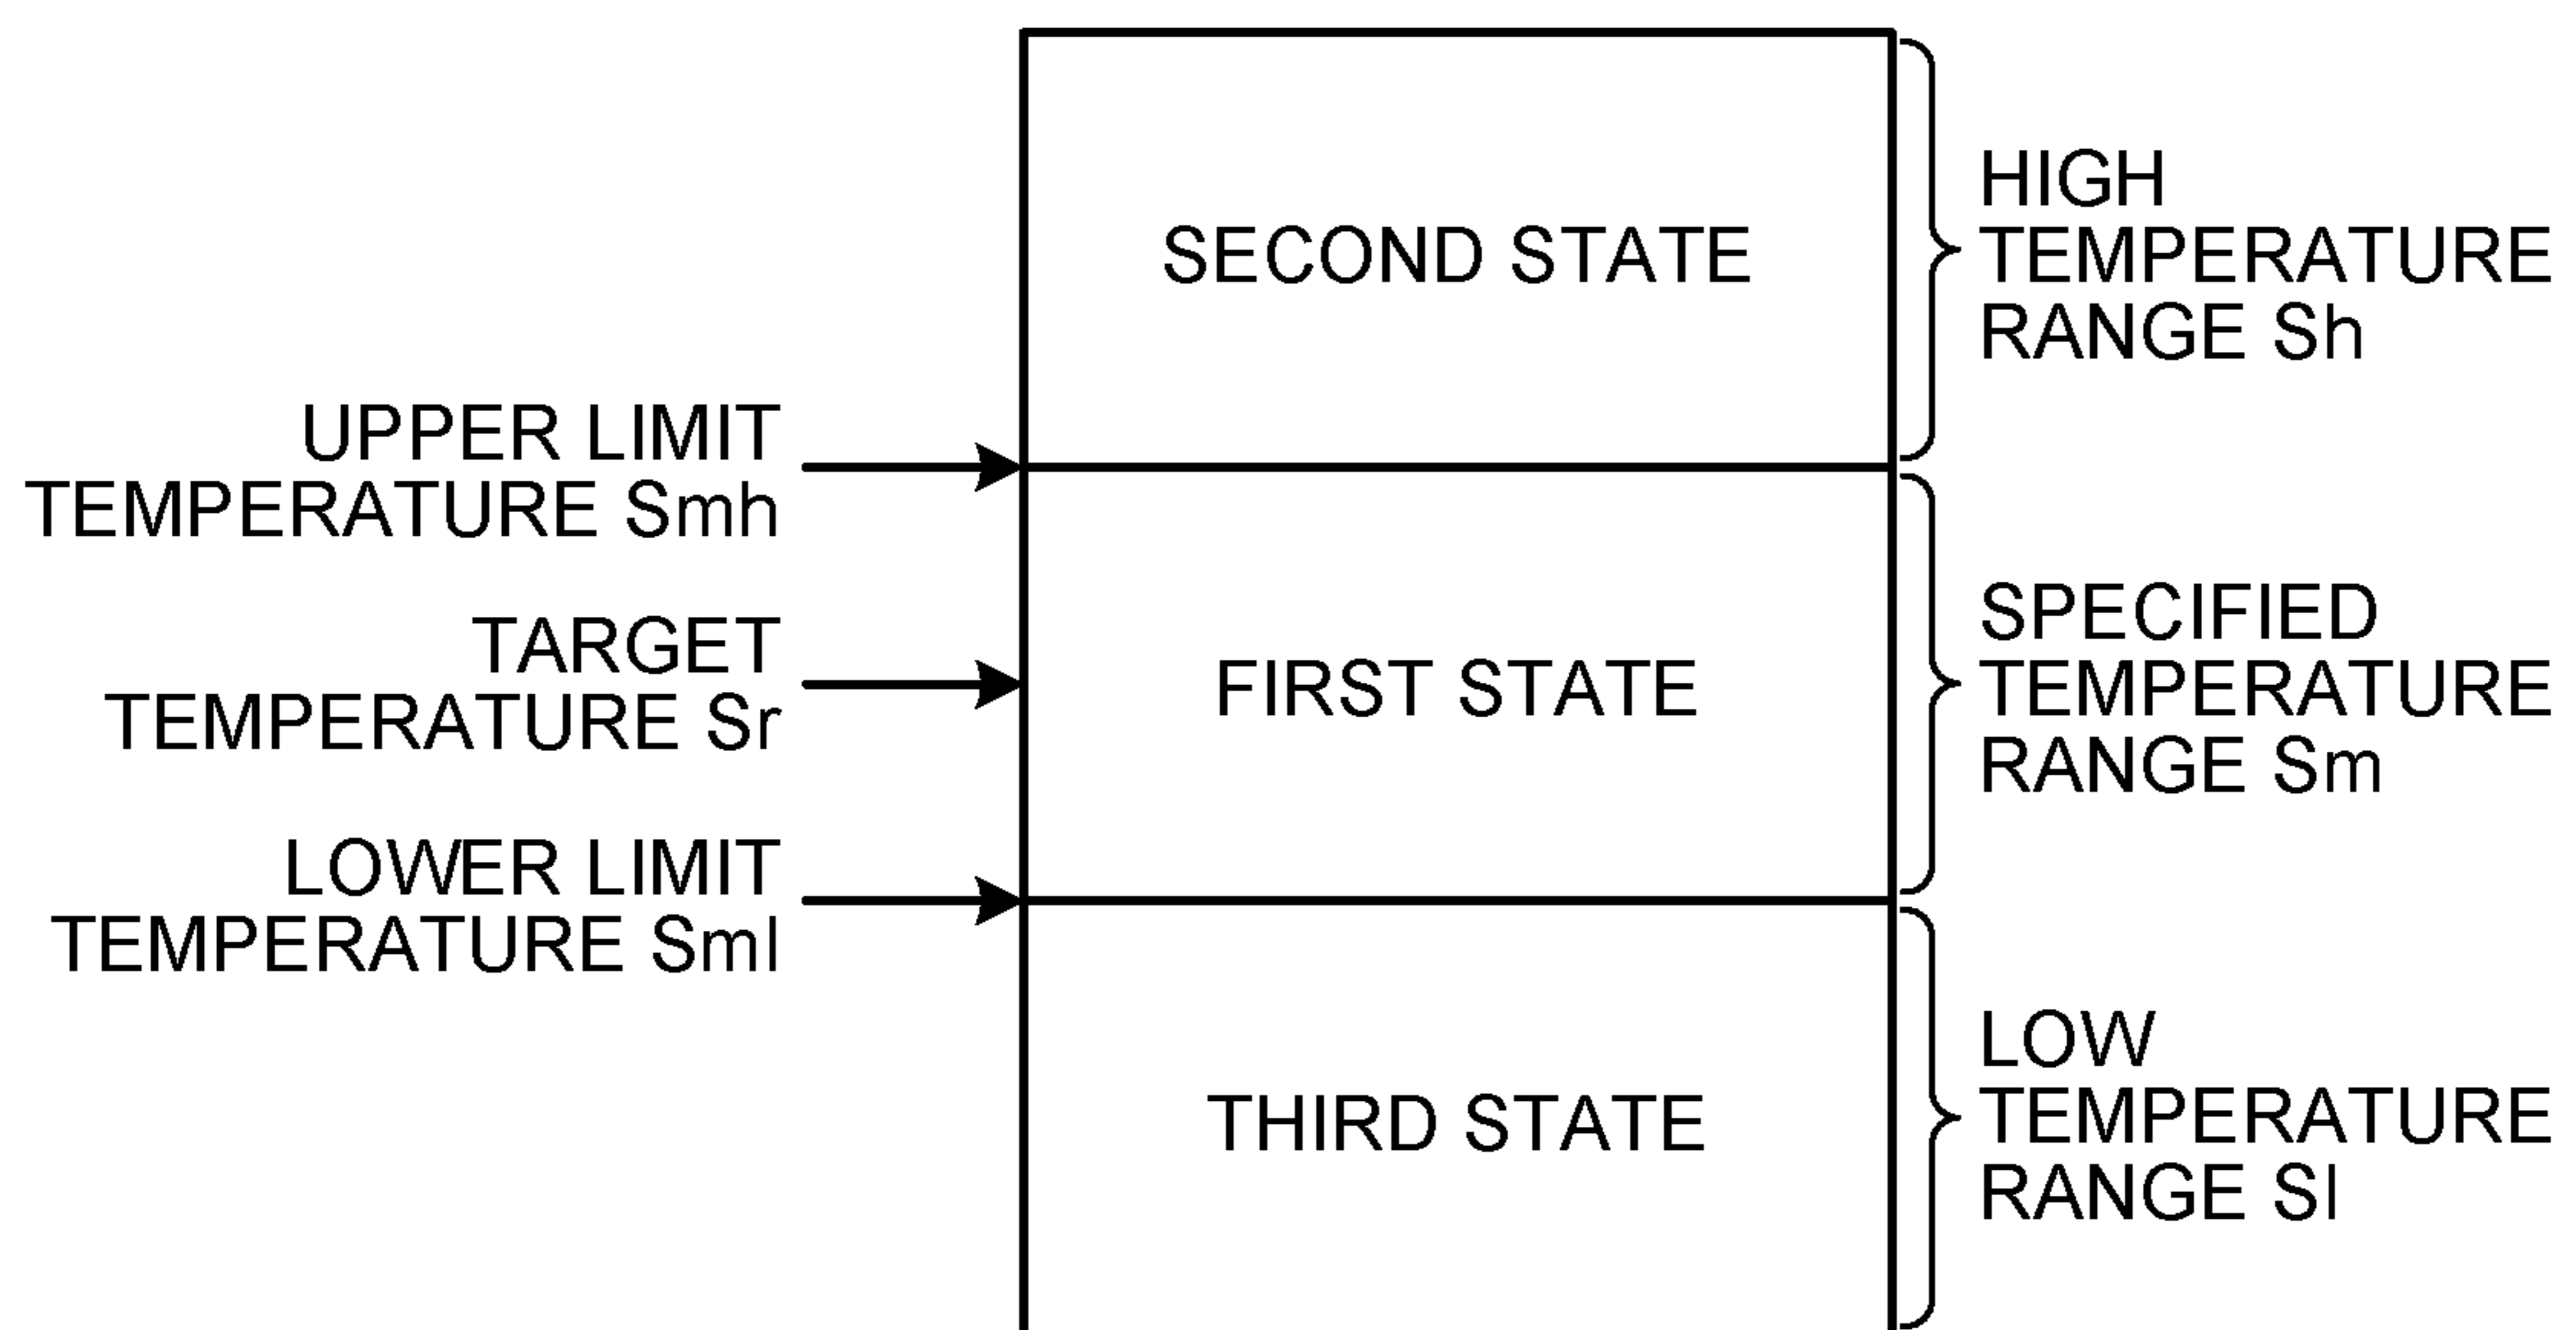 HIGH
TEMPERATURE
RANGE Sh
SECOND STATE
UPPER LIMIT
TEMPERATURE Smh
TARGET
TEMPERATURE Sr
FIRST STATE
SPECIFIED
TEMPERATURE
RANGE Sm
LOWER LIMIT
TEMPERATURE Sml
THIRD STATE
LOW
TEMPERATURE
RANGE Sl